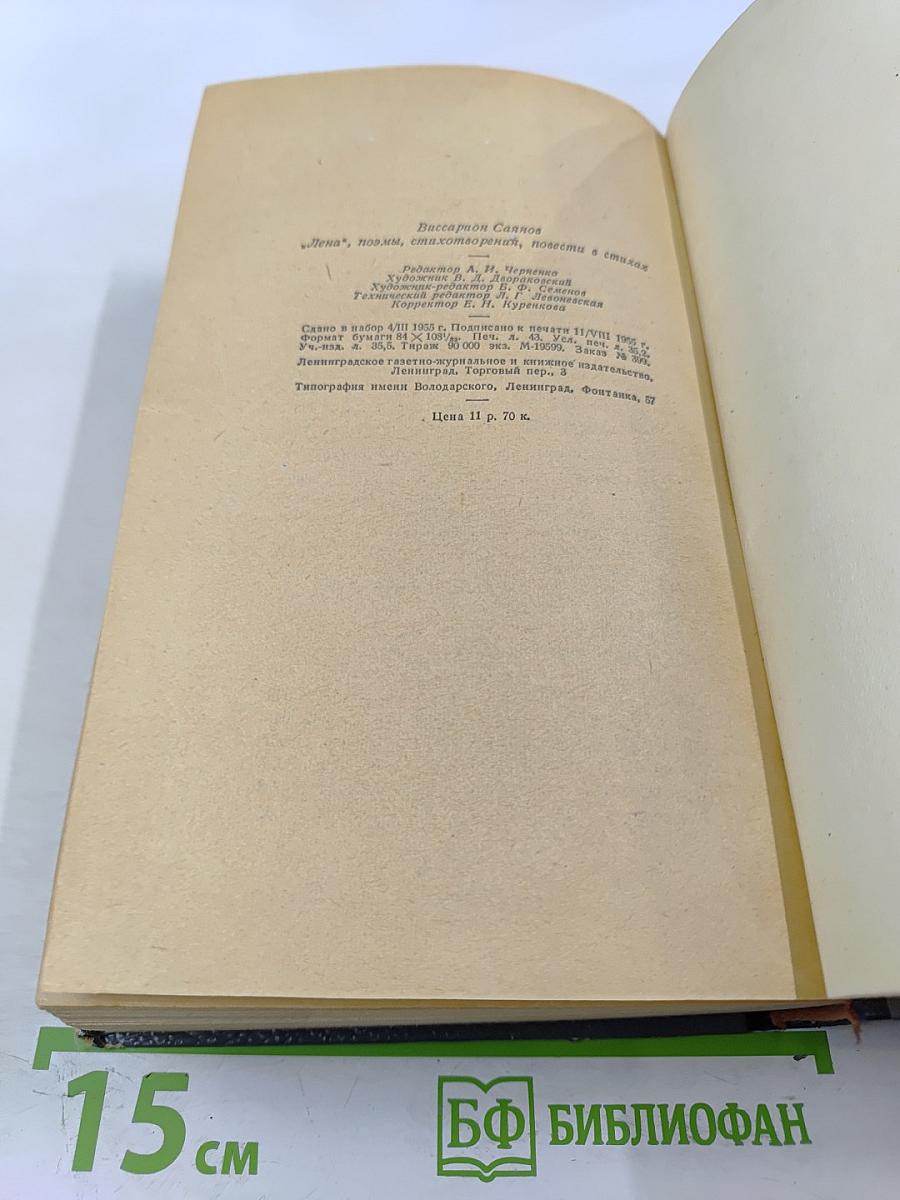 Виссарион Саянов
„Лена“, поэмы, стихотворения, повести в стихах
Редактор А. И. Черненко
Художник В. Д. Двораковский
Художник-редактор Б. Ф. Семенов
Технический редактор Л. Г. Левоневская
Корректор Е. Н. Куренкова
Сдано в набор 4/III 1955 г. Подписано к печати 11/VIII 1955 г.
Формат бумаги 84 × 108¹/₃₂. Печ. л. 43. Усл. печ. л. 35,2.
Уч.-изд. л. 35,5. Тираж 90 000 экз. М-19599. Заказ № 399.
Ленинградское газетно-журнальное и книжное издательство,
Ленинград, Торговый пер., 3
Типография имени Володарского, Ленинград, Фонтанка, 57
Цена 11 р. 70 к.
15 см
БФ БИБЛИОФАН